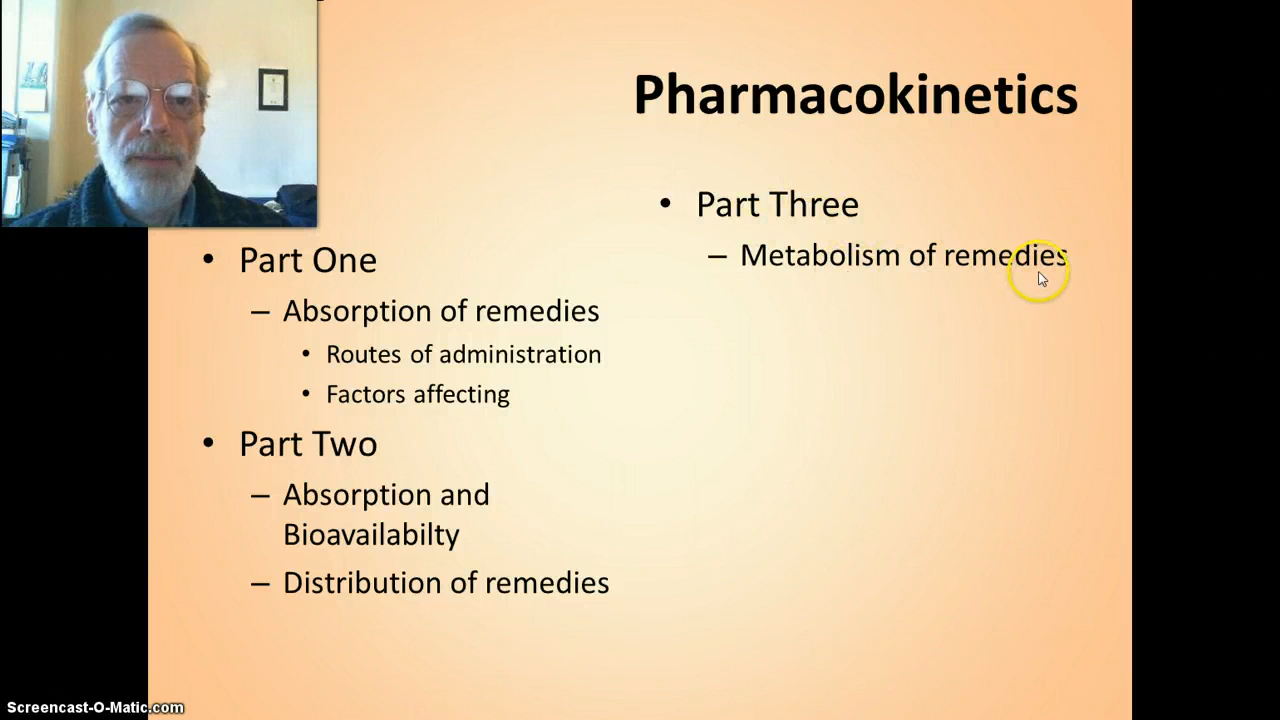 Pharmacokinetics
• Part One
– Absorption of remedies
• Routes of administration
• Factors affecting
• Part Two
– Absorption and
Bioavailabilty
– Distribution of remedies
• Part Three
– Metabolism of remedies
Screencast-O-Matic.com